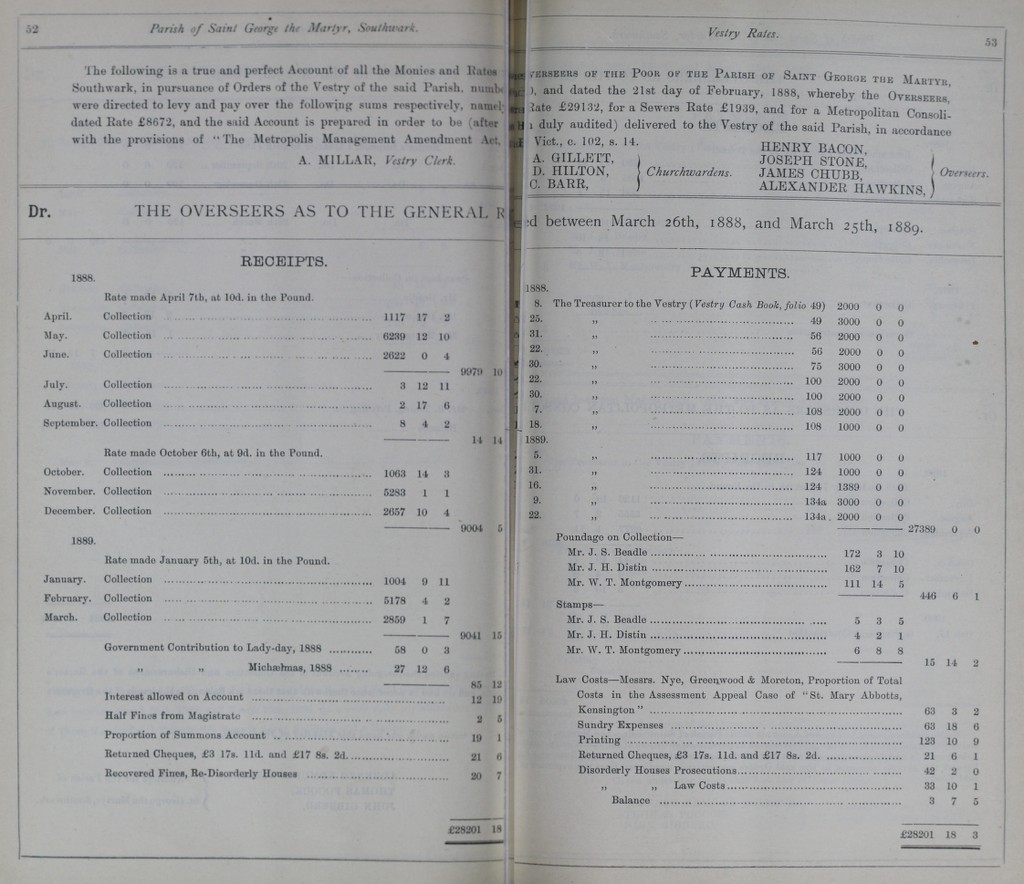 52
Parish of Saint George the Martyr, Southwark.
The following is a true and perfect Account of all the Monies and Rates
Southwark, in pursuance of Orders of the Vestry of the said Parish, numb
were directed to levy and pay over the following sums respectively, namel
dated Rate £8672, and the said Account is prepared in order to be (after
with the provisions of "The Metropolis Management Amendment Act,
A. MILLAR, Vestry Clerk.
Dr. THE OVERSEERS AS TO THE GENERAL R
RECEIPTS.
1888.
Rate made April 7th, at 10d. in the Pound.
April. Collection 1117 17 2
May. Collection 6239 12 10
June. Collection 2622 0 4
9979 10
July. Collection 3 12 11
August. Collection 2 17 6
September. Collection 8 4 2
14 14
Rate made October 6th, at 9d. in the Pound.
October. Collection 1063 14 3
November. Collection 5283 1 1
December. Collection 2657 10 4
9004 5
1889.
Rate made January 5th, at 10d. in the Pound.
January. Collection 1004 9 11
February. Collection 5178 4 2
March. Collection 2859 1 7
9041 15
Government Contribution to Lady-day, 1888 58 0 3
„ „ Michælmas, 1888 27 12 6
85 12
Interest allowed on Account 12 19
Half Fines from Magistrate 2 5
Proportion of Summons Account 19 1
Returned Cheques, £3 17s. 11d. and £17 8s. 2d. 21 6
Recovered Fines, Re-Disorderly Houses 20 7
£28201 18
Vestry Rates.
53
VERSEERS OF THE POOR OF THE PARISH OF SAINT GEORGE THE MARTYR,
), and dated the 21st day of February, 1888, whereby the OVERSEERS,
Rate £29132, for a Sewers Rate £1939, and for a Metropolitan Consoli-
duly audited) delivered to the Vestry of the said Parish, in accordance
Vict., c. 102, s. 14.
A. GILLETT,
D. HILTON,
C. BARR,
} Churchwardens.
HENRY BACON,
JOSEPH STONE,
JAMES CHUBB,
ALEXANDER HAWKINS,
} Overseers.
ed between March 26th, 1888, and March 25th, 1889.
PAYMENTS.
1888.
8. The Treasurer to the Vestry (Vestry Cash Book, folio 49) 2000 0 0
25. „ 49 3000 0 0
31. „ 56 2000 0 0
22. „ 56 2000 0 0
30. „ 75 3000 0 0
22. „ 100 2000 0 0
30. „ 100 2000 0 0
7. „ 108 2000 0 0
18. „ 108 1000 0 0
1889.
5. „ 117 1000 0 0
31. „ 124 1000 0 0
16. „ 124 1389 0 0
9. „ 134a 3000 0 0
22. „ 134a 2000 0 0
27389 0 0
Poundage on Collection—
Mr. J. S. Beadle 172 3 10
Mr. J. H. Distin 162 7 10
Mr. W. T. Montgomery 111 14 5
446 6 1
Stamps—
Mr. J. S. Beadle 5 3 5
Mr. J. H. Distin 4 2 1
Mr. W. T. Montgomery 6 8 8
15 14 2
Law Costs—Messrs. Nye, Greenwood & Moreton, Proportion of Total
Costs in the Assessment Appeal Case of "St. Mary Abbotts,
Kensington" 63 3 2
Sundry Expenses 63 18 6
Printing 123 10 9
Returned Cheques, £3 17s. 11d. and £17 8s. 2d. 21 6 1
Disorderly Houses Prosecutions 42 2 0
„ „ Law Costs 33 10 1
Balance 3 7 5
£28201 18 3